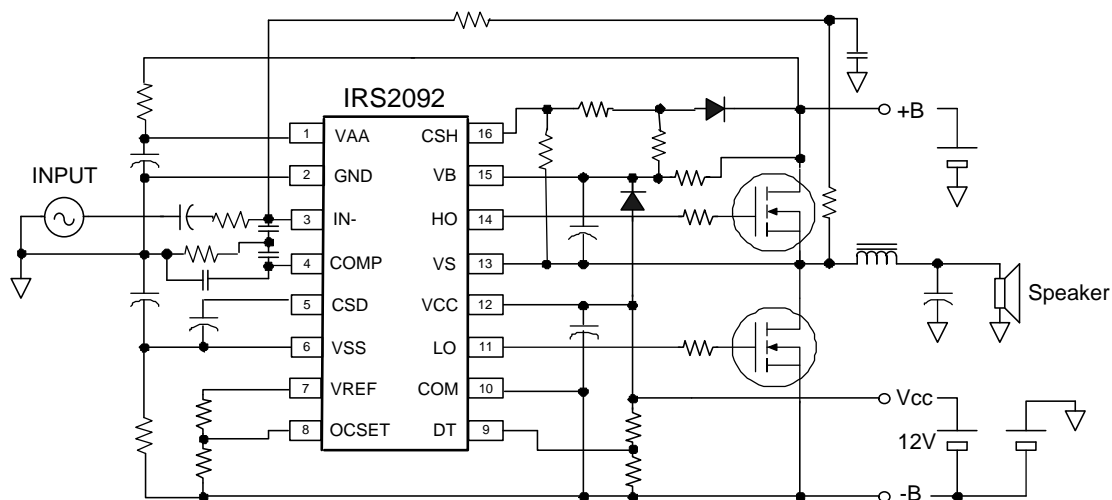 IRS2092
1 VAA CSH 16
+B
INPUT
2 GND VB 15
3 IN- HO 14
4 COMP VS 13
Speaker
5 CSD VCC 12
6 VSS LO 11
7 VREF COM 10
Vcc
8 OCSET DT 9
12V
-B